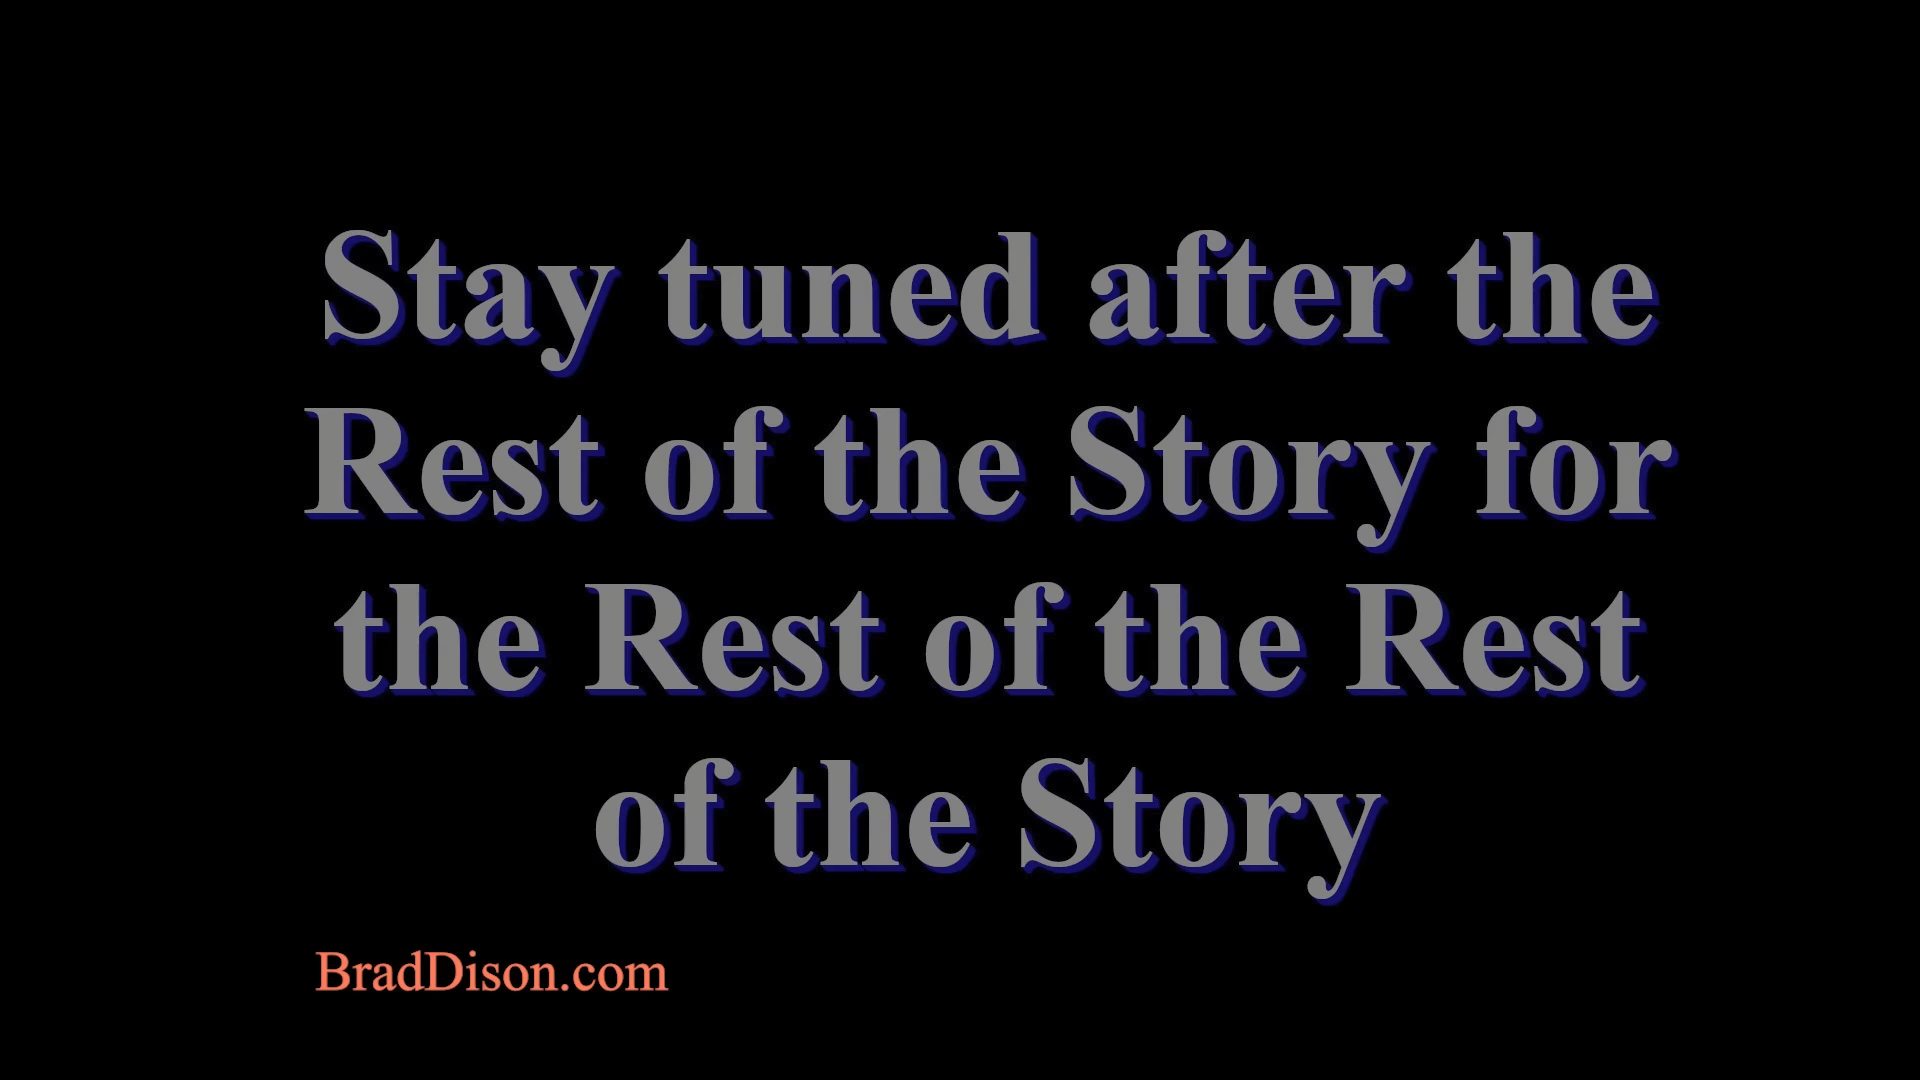 Stay tuned after the
Rest of the Story for
the Rest of the Rest
of the Story
BradDison.com